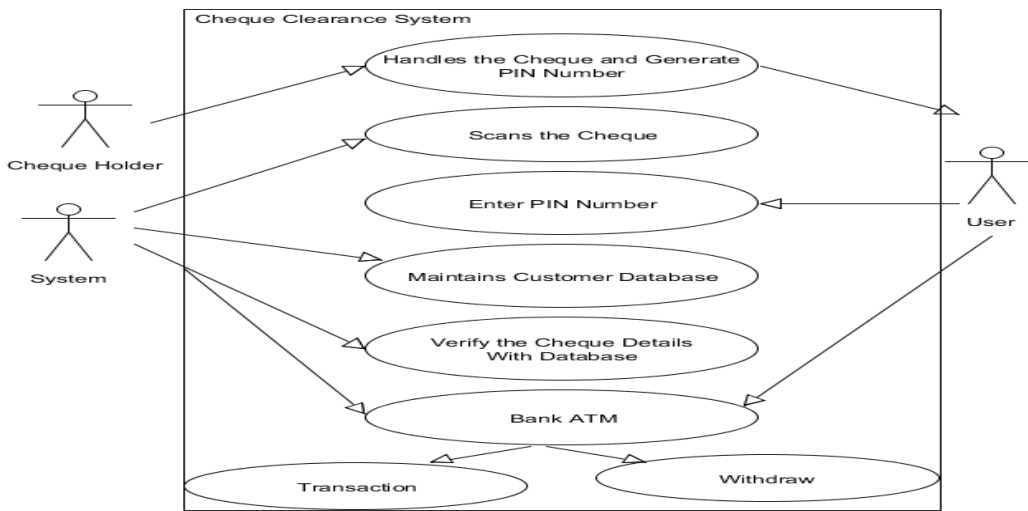 Cheque Clearance System
Handles the Cheque and Generate
PIN Number
Cheque Holder
Scans the Cheque
Enter PIN Number
User
System
Maintains Customer Database
Verify the Cheque Details
With Database
Bank ATM
Transaction
Withdraw